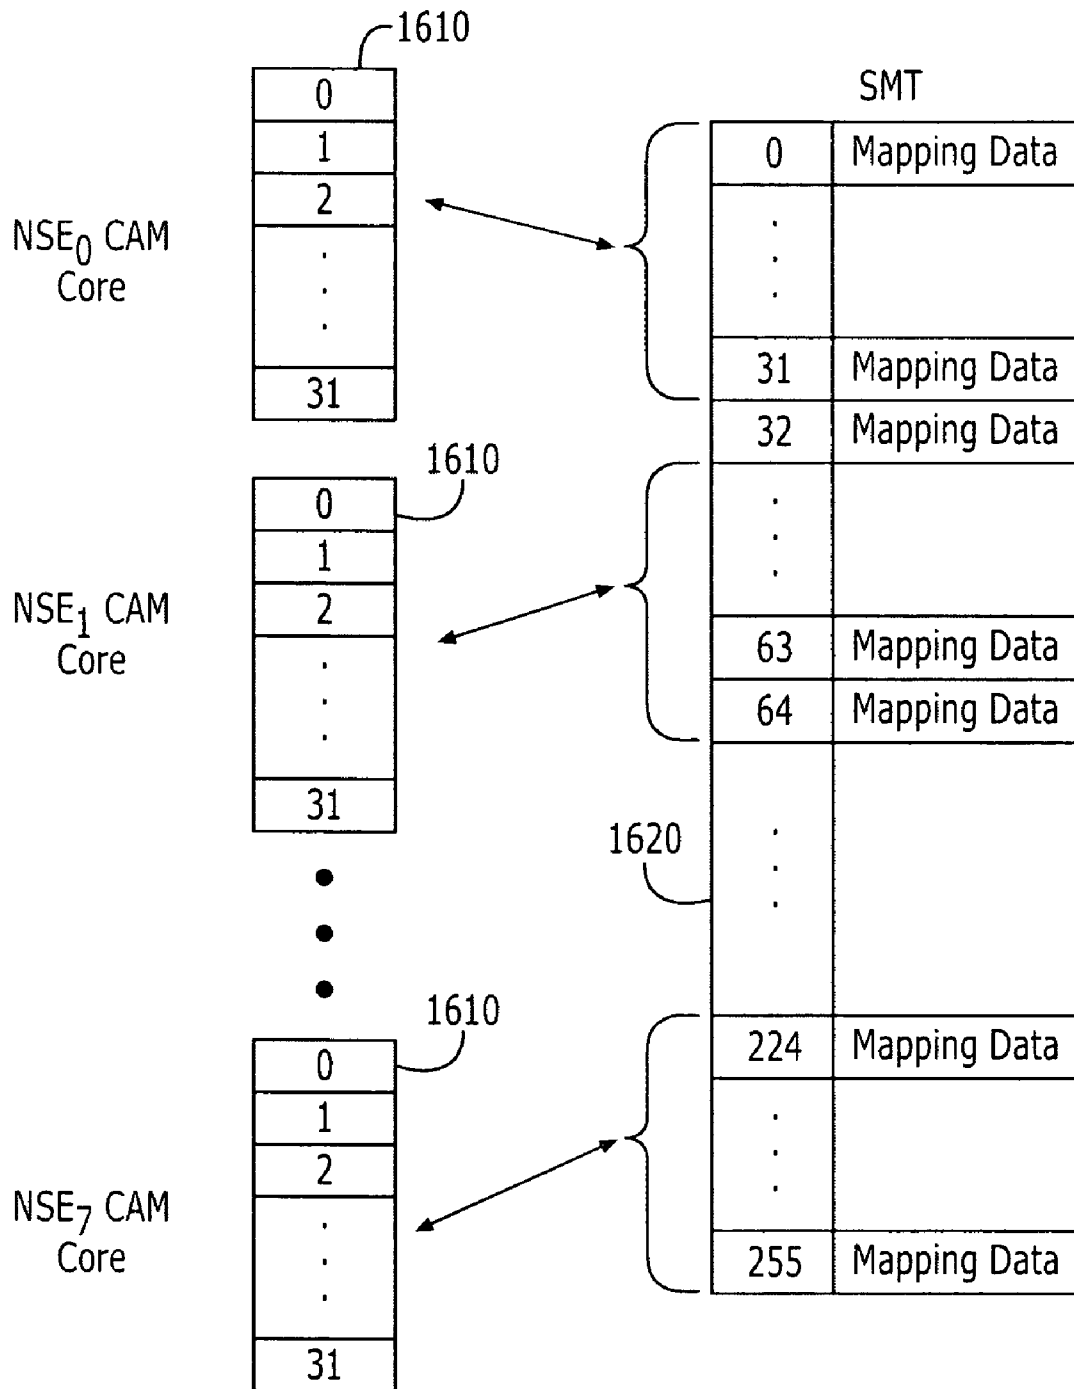 1610
0
1
2
31
NSE0 CAM
Core
SMT
0 Mapping Data
31 Mapping Data
32 Mapping Data
63 Mapping Data
64 Mapping Data
224 Mapping Data
255 Mapping Data
1620
1610
0
1
2
31
NSE1 CAM
Core
1610
0
1
2
31
NSE7 CAM
Core